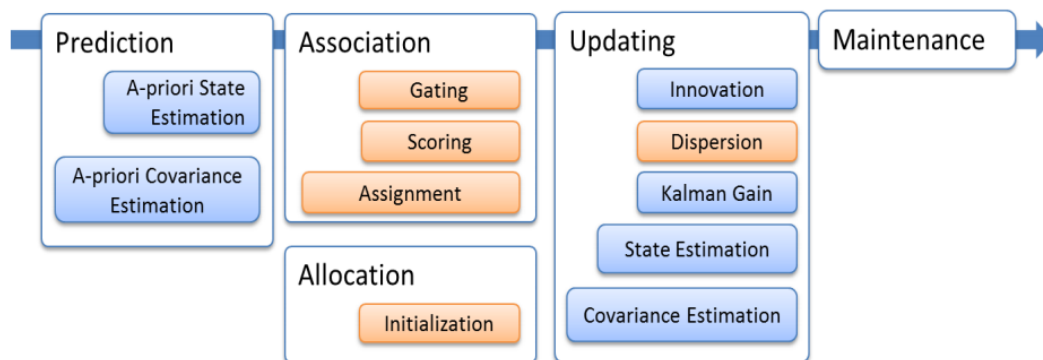 Prediction
A-priori State
Estimation
A-priori Covariance
Estimation
Association
Gating
Scoring
Assignment
Allocation
Initialization
Updating
Innovation
Dispersion
Kalman Gain
State Estimation
Covariance Estimation
Maintenance